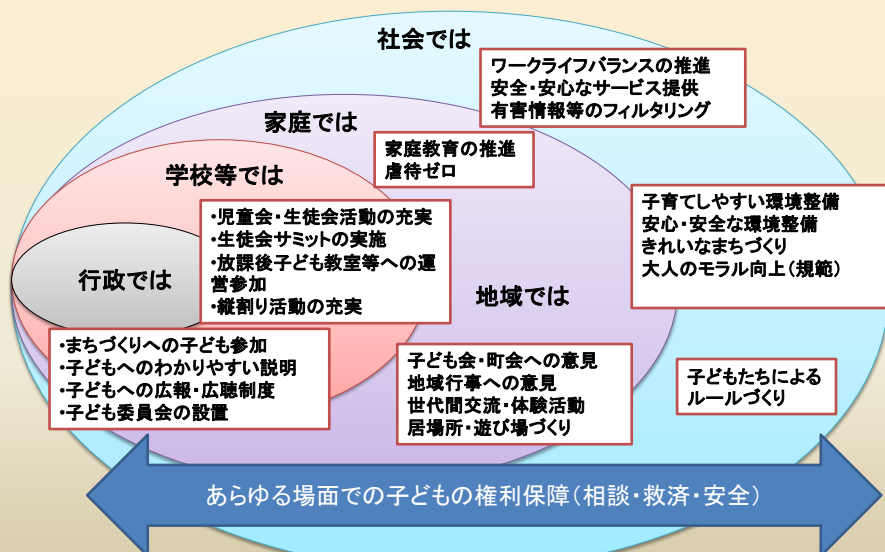 社会では
ワークライフバランスの推進
安全・安心なサービス提供
有害情報等のフィルタリング
家庭では
家庭教育の推進
虐待ゼロ
学校等では
子育てしやすい環境整備
安心・安全な環境整備
きれいなまちづくり
大人のモラル向上(規範)
・児童会・生徒会活動の充実
・生徒会サミットの実施
・放課後子ども教室等への運
営参加
・縦割り活動の充実
行政では
地域では
・まちづくりへの子ども参加
・子どもへのわかりやすい説明
・子どもへの広報・広聴制度
・子ども委員会の設置
子ども会・町会への意見
地域行事への意見
世代間交流・体験活動
居場所・遊び場づくり
子どもたちによる
ルールづくり
あらゆる場面での子どもの権利保障(相談・救済・安全)